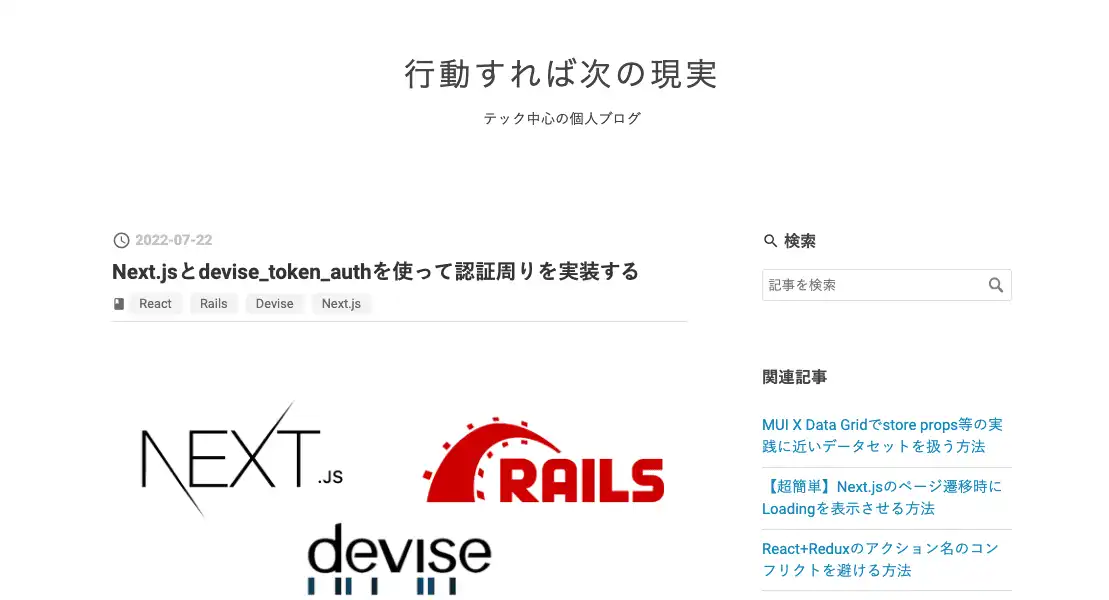 行動すれば次の現実
テック中心の個人ブログ
2022-07-22
Next.jsとdevise_token_authを使って認証周りを実装する
React Rails Devise Next.js
NEXT.JS
RAILS
devise
検索
記事を検索
関連記事
MUI X Data Gridでstore props等の実
践に近いデータセットを扱う方法
【超簡単】Next.jsのページ遷移時に
Loadingを表示させる方法
React+Reduxのアクション名のコン
フリクトを避ける方法